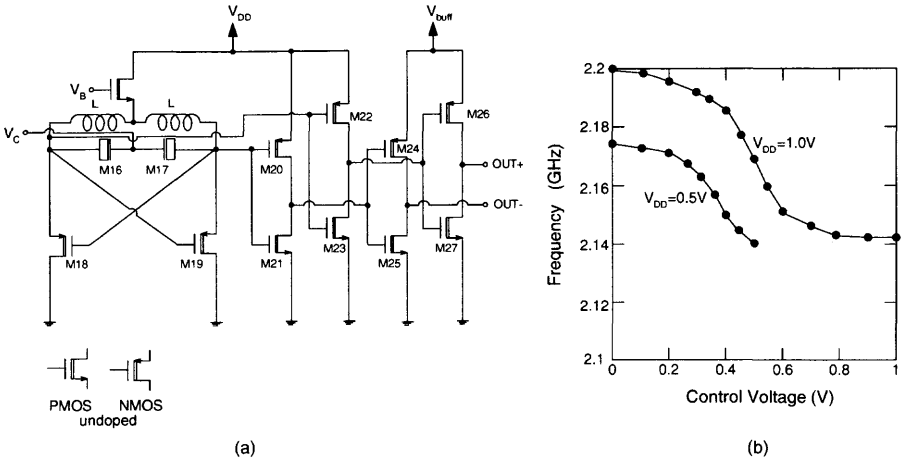 V_DD
V_buff
V_B
L
L
V_C
M16
M17
M20
M22
M24
M26
OUT+
OUT-
M18
M19
M21
M23
M25
M27
PMOS
NMOS
undoped
(a)
2.2
2.18
2.16
2.14
2.12
2.1
Frequency (GHz)
V_DD=1.0V
V_DD=0.5V
0
0.2
0.4
0.6
0.8
1
Control Voltage (V)
(b)